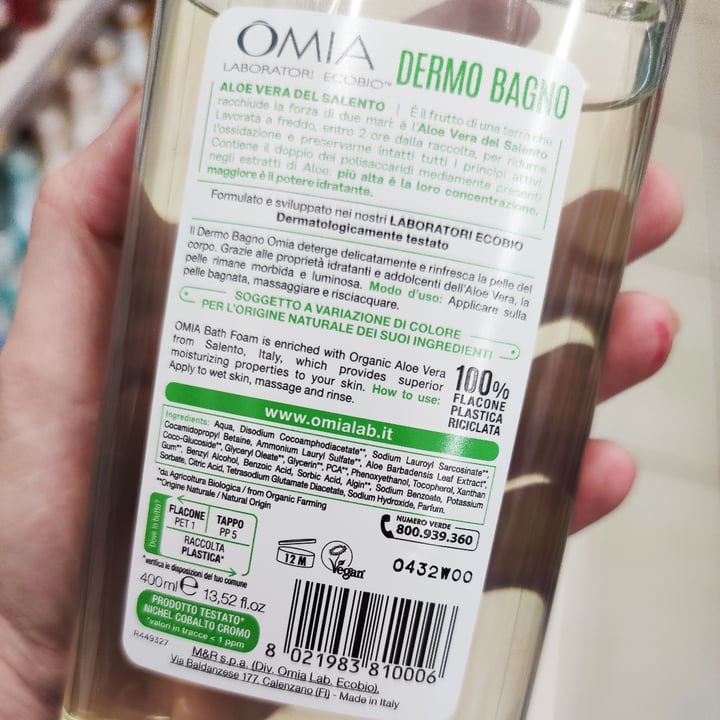 OMIA
LABORATORI ECOBIO™
DERMO BAGNO
ALOE VERA DEL SALENTO | È il frutto di una terra che
racchiude la forza di due mari: è l'Aloe Vera del Salento
Lavorata a freddo, entro 2 ore dalla raccolta, per ridurne
l'ossidazione e preservarne intatti tutti i principi attivi.
Contiene il doppio dei polisaccaridi mediamente presenti
negli estratti di Aloe: più alta è la loro concentrazione,
maggiore è il potere idratante.
Formulato e sviluppato nei nostri LABORATORI ECOBIO
Dermatologicamente testato
Il Dermo Bagno Omia deterge delicatamente e rinfresca la pelle del
corpo. Grazie alle proprietà idratanti e addolcenti dell'Aloe Vera, la
pelle rimane morbida e luminosa. Modo d'uso: Applicare sulla
pelle bagnata, massaggiare e risciacquare.
SOGGETTO A VARIAZIONE DI COLORE
PER L'ORIGINE NATURALE DEI SUOI INGREDIENTI
OMIA Bath Foam is enriched with Organic Aloe Vera
from Salento, Italy, which provides superior
moisturizing properties to your skin. How to use:
Apply to wet skin, massage and rinse.
100%
FLACONE
PLASTICA
RICICLATA
www.omialab.it
Ingredients: Aqua, Disodium Cocoamphodiacetate**, Sodium Lauroyl Sarcosinate**,
Cocamidopropyl Betaine, Ammonium Lauryl Sulfate**, Aloe Barbadensis Leaf Extract*,
Coco-Glucoside**, Glyceryl Oleate**, Glycerin**, PCA**, Phenoxyethanol, Tocopherol, Xanthan
Gum**, Benzyl Alcohol, Benzoic Acid, Sorbic Acid, Algin**, Sodium Benzoate, Potassium
Sorbate, Citric Acid, Tetrasodium Glutamate Diacetate, Sodium Hydroxide, Parfum.
*da Agricoltura Biologica / from Organic Farming
**Origine Naturale / Natural Origin
Dove lo butto?
FLACONE
PET 1
TAPPO
PP 5
RACCOLTA
PLASTICA*
*verifica le disposizioni del tuo comune
NUMERO VERDE
800.939.360
12 M
Vegan
0432W00
400 ml e 13,52 fl.oz
PRODOTTO TESTATO*
NICHEL COBALTO CROMO
*valori in tracce < 1 ppm
R449327
8 021983 810006
M&R s.p.a. (Div. Omia Lab. Ecobio).
Via Baldanzese 177, Calenzano (FI) - Made in Italy